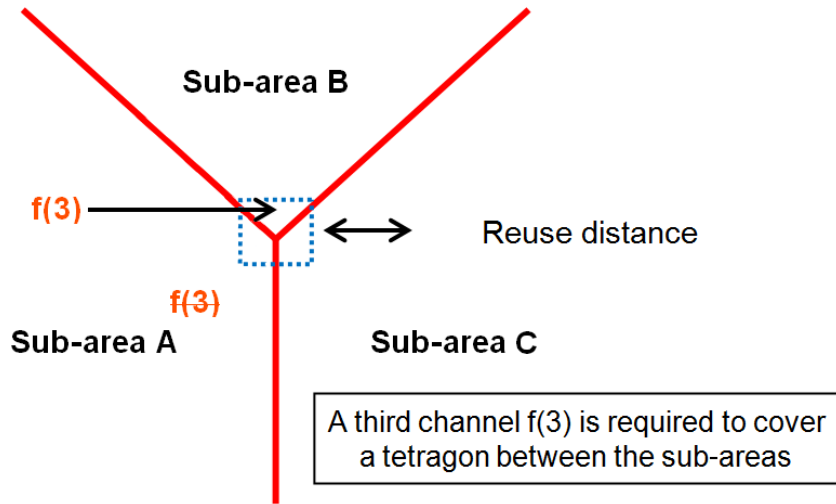 Sub-area B
f(3)
Reuse distance
f(3)
Sub-area A
Sub-area C
A third channel f(3) is required to cover
a tetragon between the sub-areas